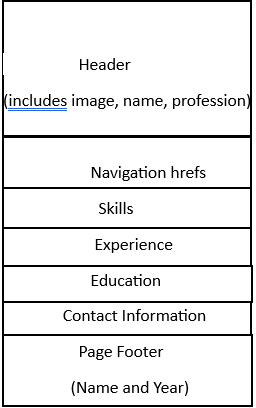 Header
(includes image, name, profession)
Navigation hrefs
Skills
Experience
Education
Contact Information
Page Footer
(Name and Year)